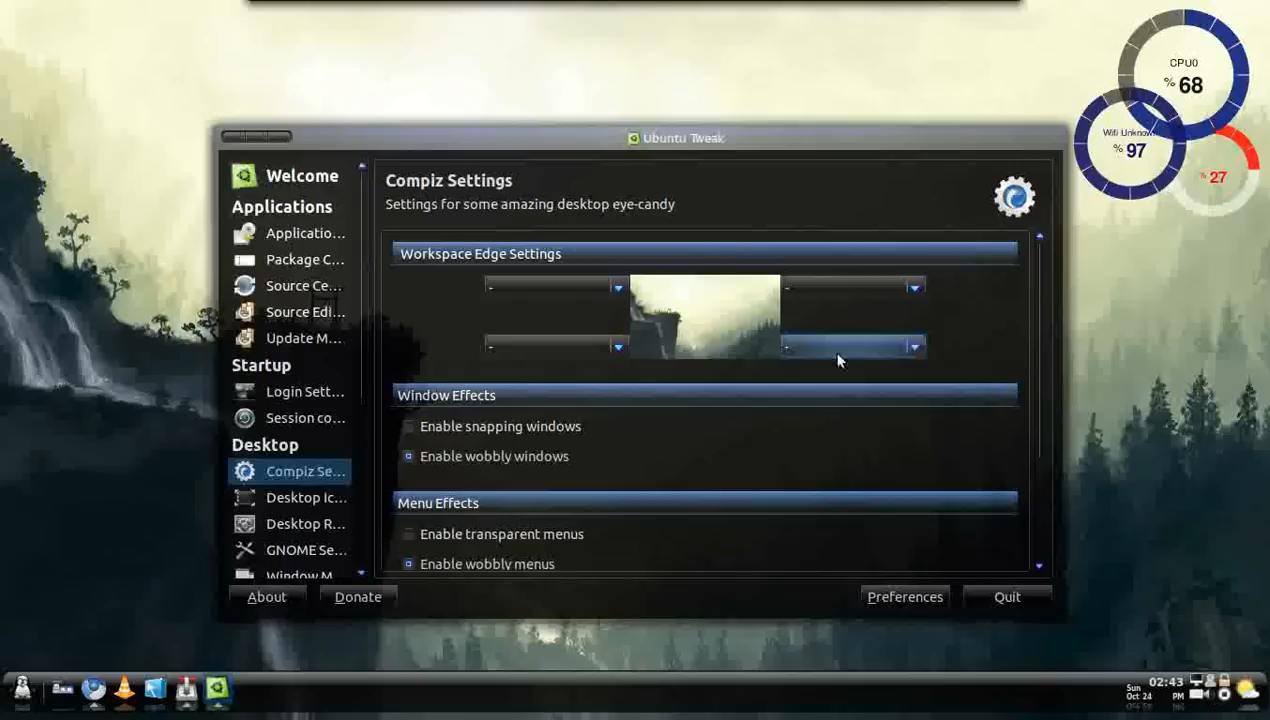 CPU0
% 68
Wifi Unknow
% 97
% 27
Ubuntu Tweak
Welcome
Applications
Applicatio...
Package C...
Source Ce...
Source Edi...
Update M...
Startup
Login Sett...
Session co...
Desktop
Compiz Se...
Desktop Ic...
Desktop R...
GNOME Se...
Window M...
Compiz Settings
Settings for some amazing desktop eye-candy
Workspace Edge Settings
- -
- -
Window Effects
Enable snapping windows
Enable wobbly windows
Menu Effects
Enable transparent menus
Enable wobbly menus
About Donate Preferences Quit
02:43
Sun PM
Oct 24